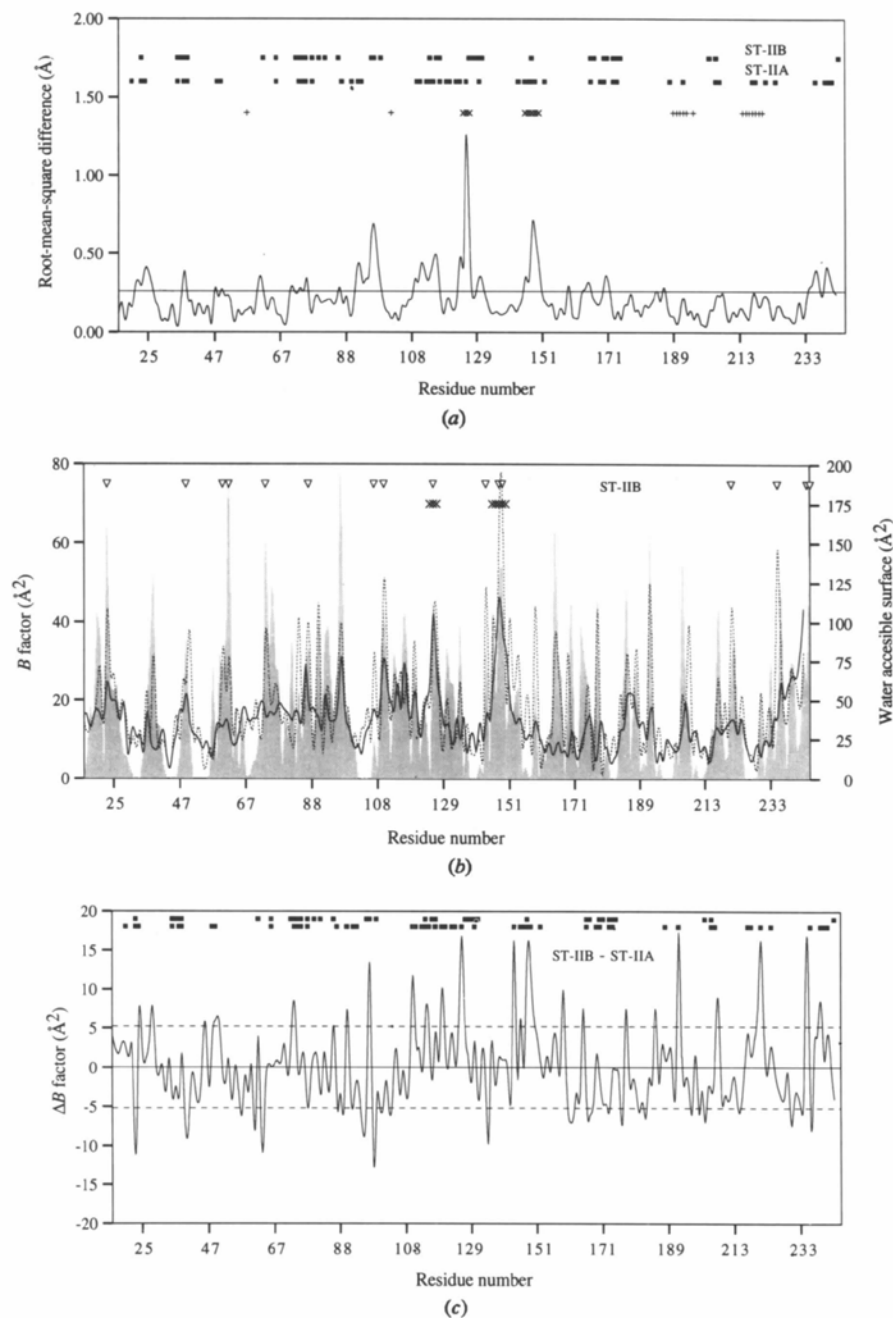 2.00
1.50
1.00
0.50
0.00
Root-mean-square difference (Å)
ST-IIB
ST-IIA
25 47 67 88 108 129 151 171 189 213 233
Residue number
(a)
80
60
40
20
0
B factor (Å2)
ST-IIB
200
175
150
125
100
75
50
25
0
Water accesible surface (Å2)
25 47 67 88 108 129 151 171 189 213 233
Residue number
(b)
20
15
10
5
0
-5
-10
-15
-20
ΔB factor (Å2)
ST-IIB - ST-IIA
25 47 67 88 108 129 151 171 189 213 233
Residue number
(c)